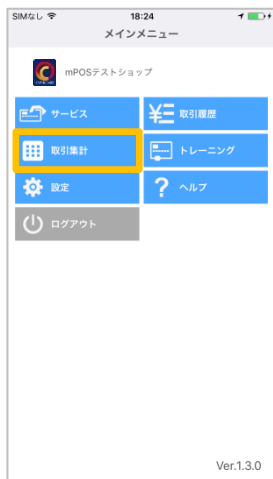 SIMなし 18:24
メインメニュー
mPOSテストショップ
サービス
取引履歴
取引集計
トレーニング
設定
ヘルプ
ログアウト
Ver.1.3.0